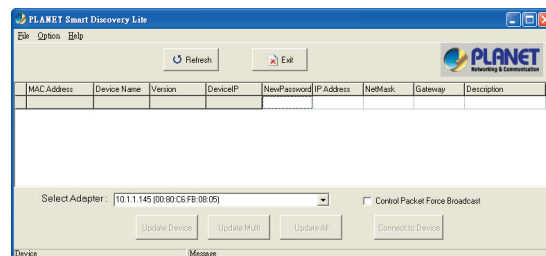 PLANET Smart Discovery Lite
File Option Help
Refresh Exit
PLANET
Networking & Communication
MAC Address Device Name Version DeviceIP NewPassword IP Address NetMask Gateway Description
Select Adapter : 10.1.1.145 (00:80:C6:FB:08:05) Control Packet Force Broadcast
Update Device Update Multi Update All Connect to Device
Device Message